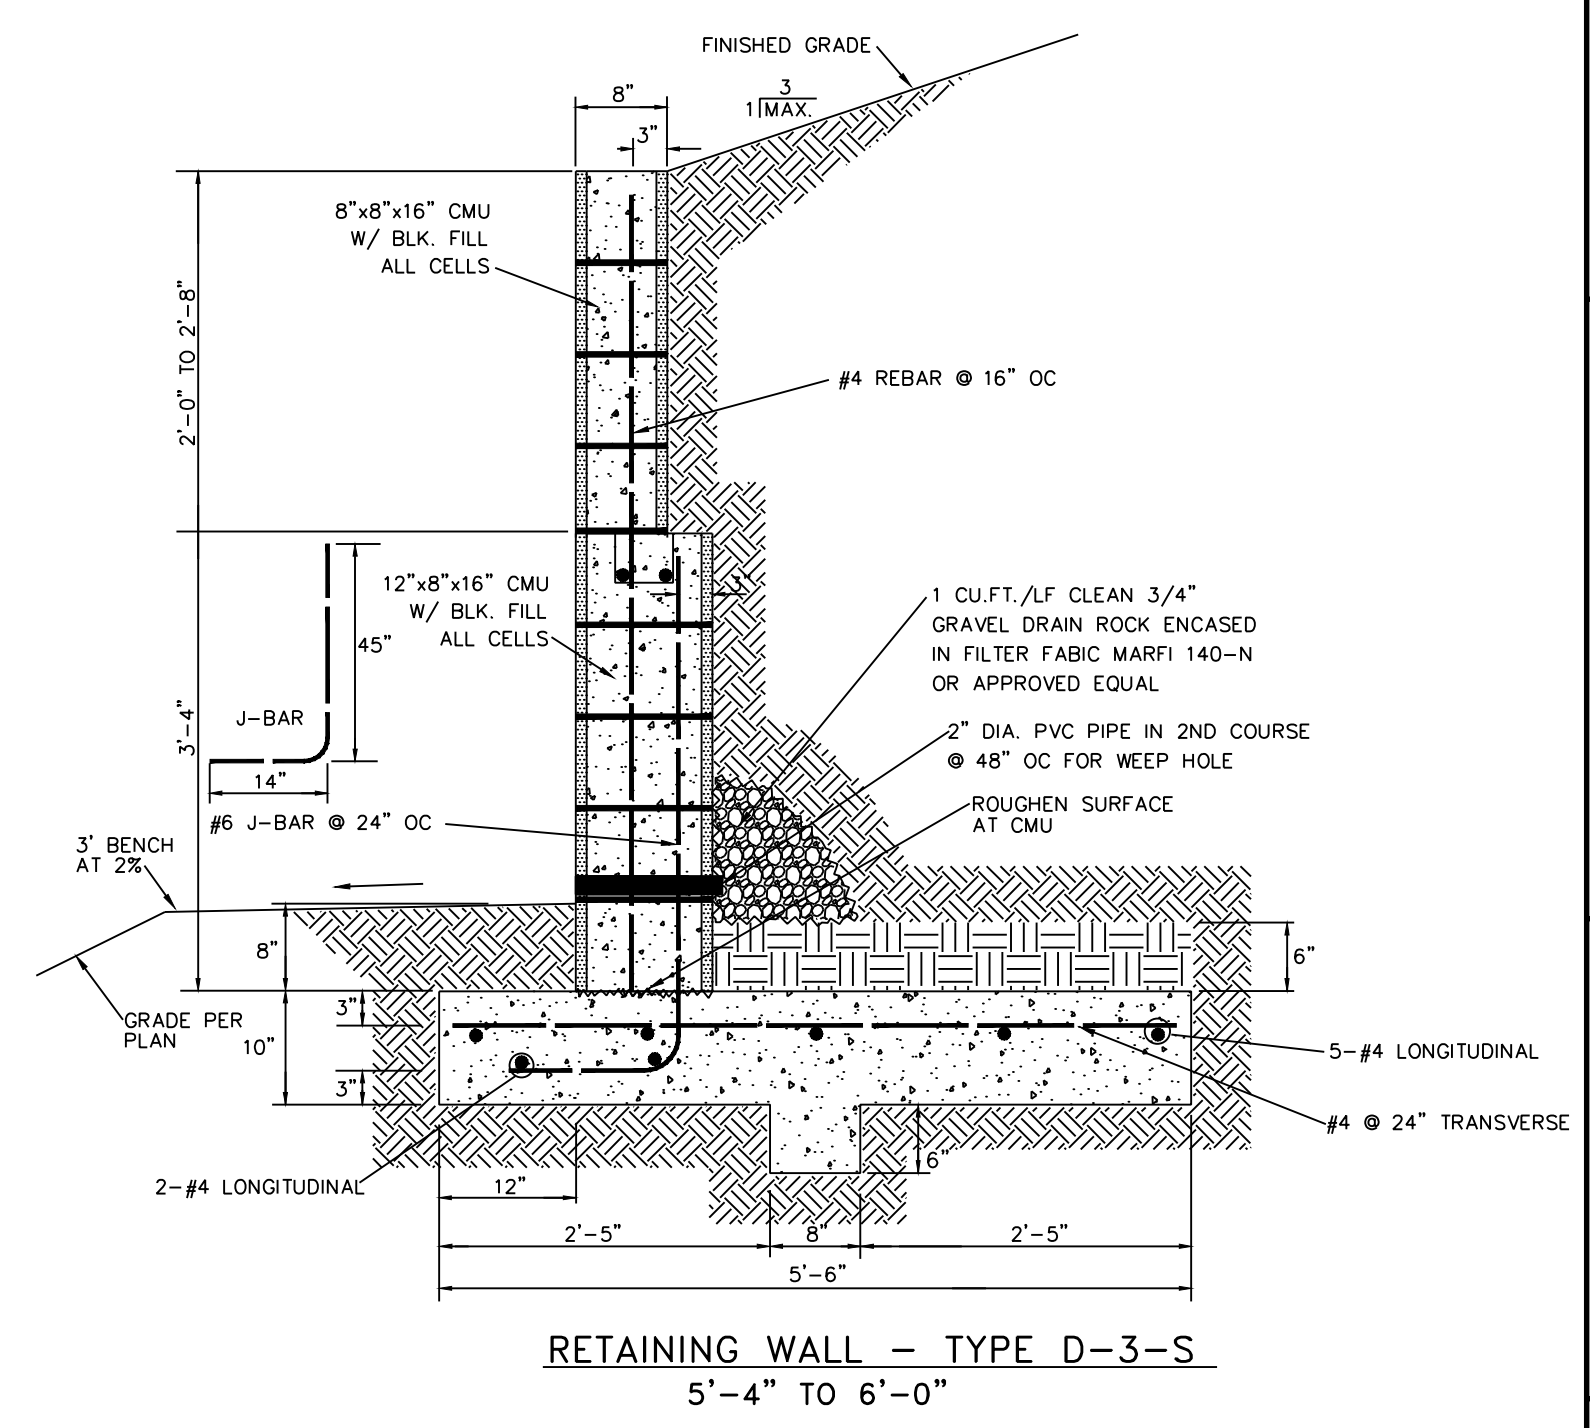 FINISHED GRADE
3
1 MAX.
8"
3"
8"x8"x16" CMU
W/ BLK. FILL
ALL CELLS
2'-0" TO 2'-8"
#4 REBAR @ 16" OC
12"x8"x16" CMU
W/ BLK. FILL
ALL CELLS
3"
1 CU.FT./LF CLEAN 3/4"
GRAVEL DRAIN ROCK ENCASED
IN FILTER FABIC MARFI 140-N
OR APPROVED EQUAL
45"
J-BAR
14"
3'-4"
2" DIA. PVC PIPE IN 2ND COURSE
@ 48" OC FOR WEEP HOLE
#6 J-BAR @ 24" OC
ROUGHEN SURFACE
AT CMU
3' BENCH
AT 2%
8"
6"
3"
GRADE PER
PLAN
10"
3"
5-#4 LONGITUDINAL
#4 @ 24" TRANSVERSE
6"
2-#4 LONGITUDINAL
12"
2'-5"
8"
2'-5"
5'-6"
RETAINING WALL - TYPE D-3-S
5'-4" TO 6'-0"